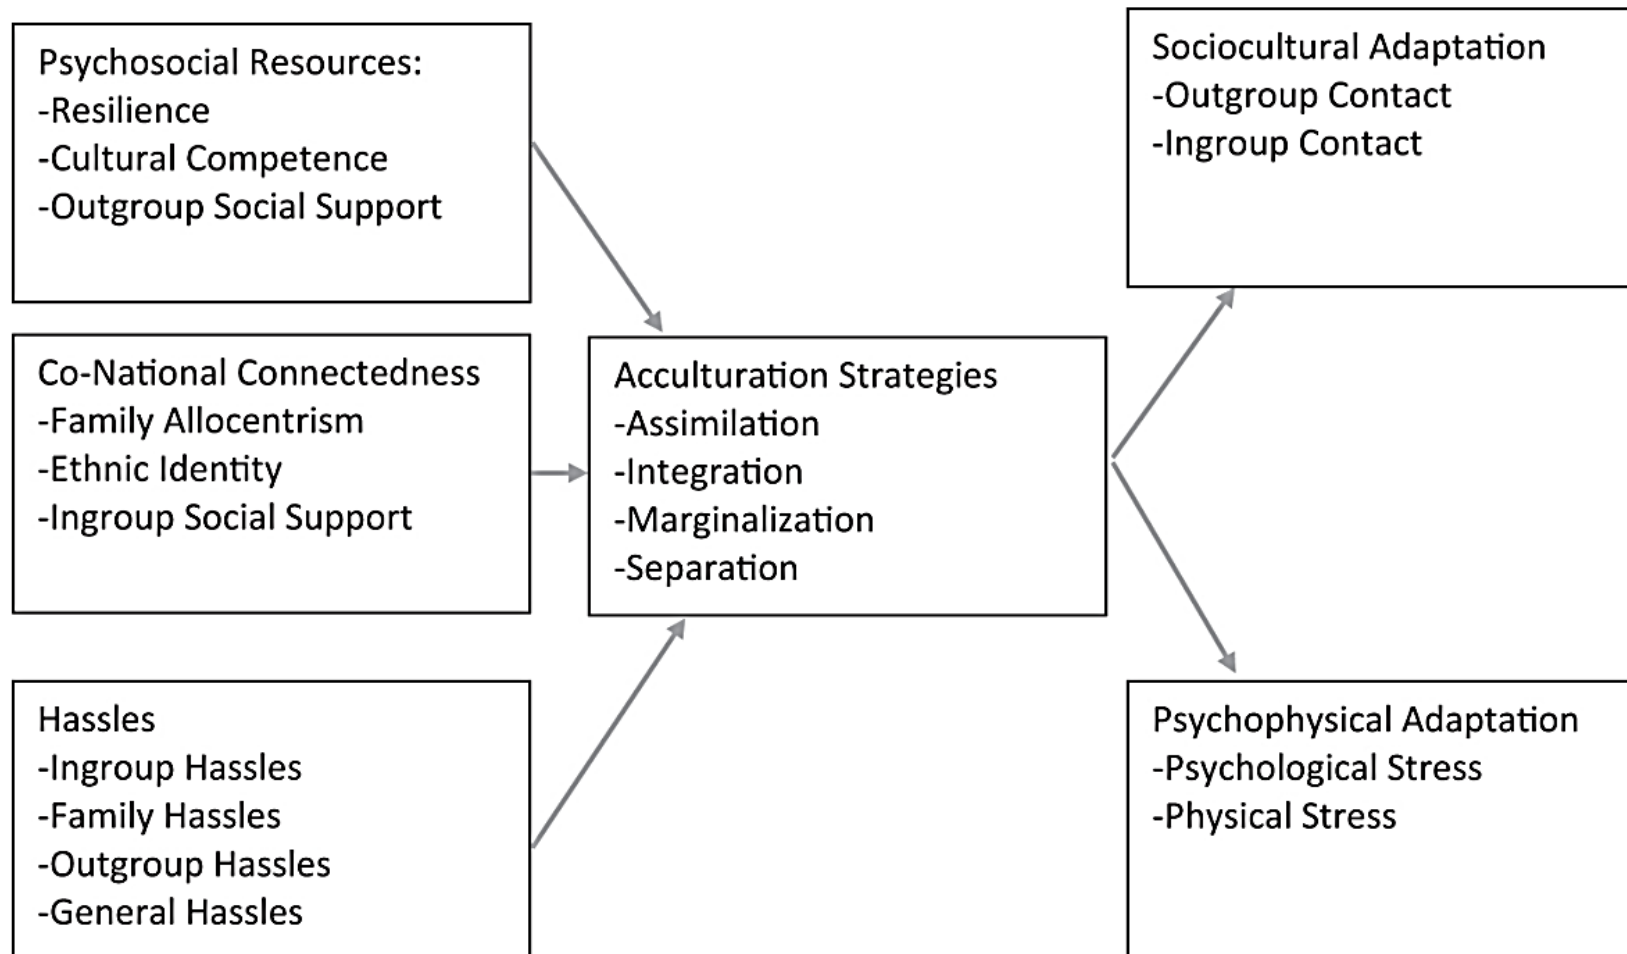 Psychosocial Resources:
-Resilience
-Cultural Competence
-Outgroup Social Support
Co-National Connectedness
-Family Allocentrism
-Ethnic Identity
-Ingroup Social Support
Hassles
-Ingroup Hassles
-Family Hassles
-Outgroup Hassles
-General Hassles
Acculturation Strategies
-Assimilation
-Integration
-Marginalization
-Separation
Sociocultural Adaptation
-Outgroup Contact
-Ingroup Contact
Psychophysical Adaptation
-Psychological Stress
-Physical Stress